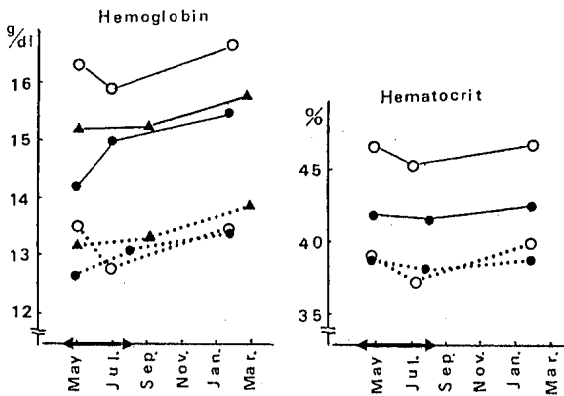 Hemoglobin
g/dl
16
15
14
13
12
May
Jul.
Sep.
Nov.
Jan.
Mar.
Hematocrit
%
45
40
35
May
Jul.
Sep.
Nov.
Jan.
Mar.